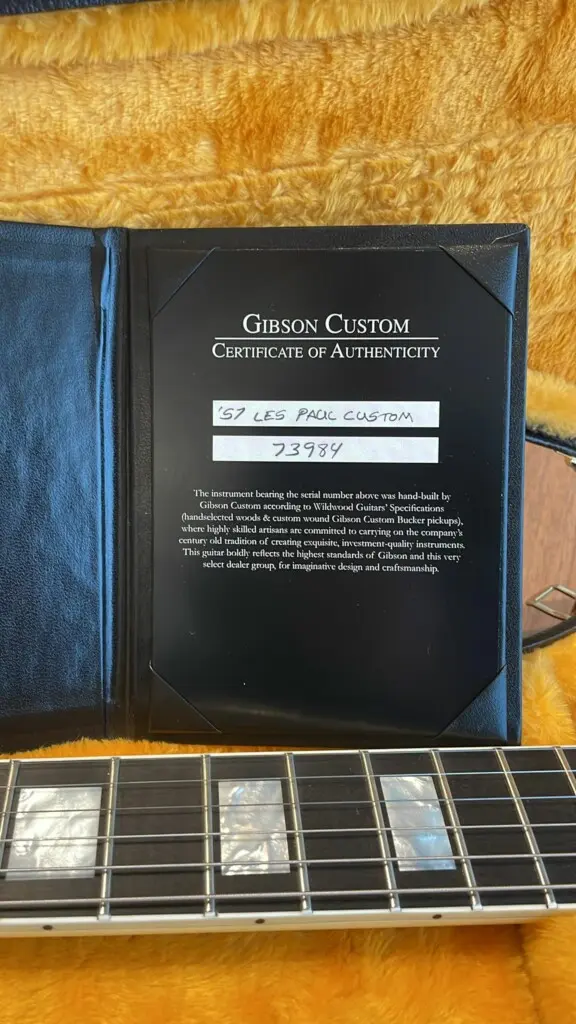 GIBSON CUSTOM
CERTIFICATE OF AUTHENTICITY
'57 LES PAUL CUSTOM
73984
The instrument bearing the serial number above was hand-built by
Gibson Custom according to Wildwood Guitars' Specifications
(handselected woods & custom wound Gibson Custom Bucker pickups),
where highly skilled artisans are committed to carrying on the company's
century old tradition of creating exquisite, investment-quality instruments.
This guitar boldly reflects the highest standards of Gibson and this very
select dealer group, for imaginative design and craftsmanship.